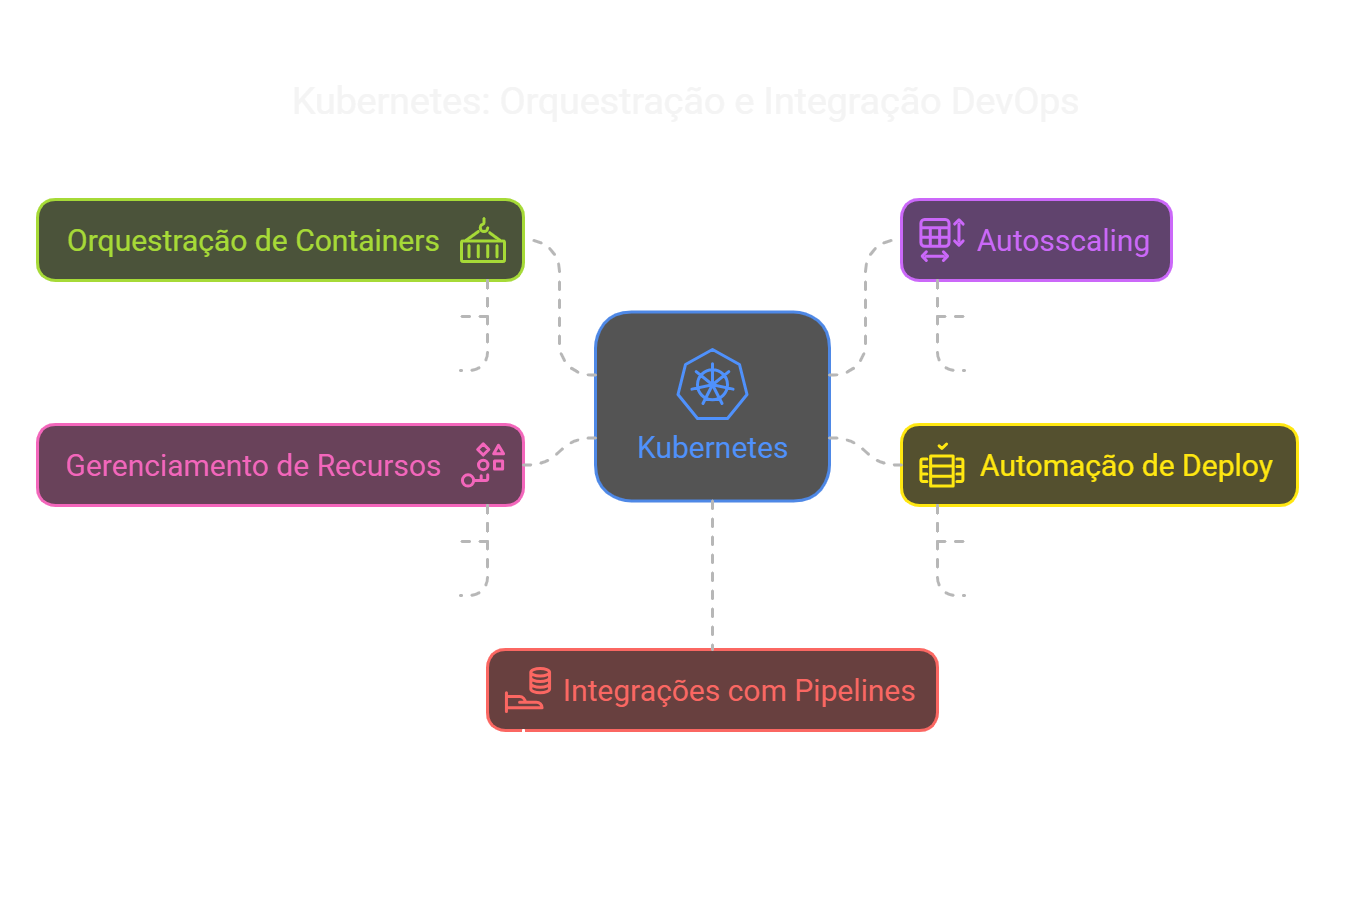 Kubernetes: Orquestração e Integração DevOps
Orquestração de Containers
Autosscaling
Kubernetes
Gerenciamento de Recursos
Automação de Deploy
Integrações com Pipelines